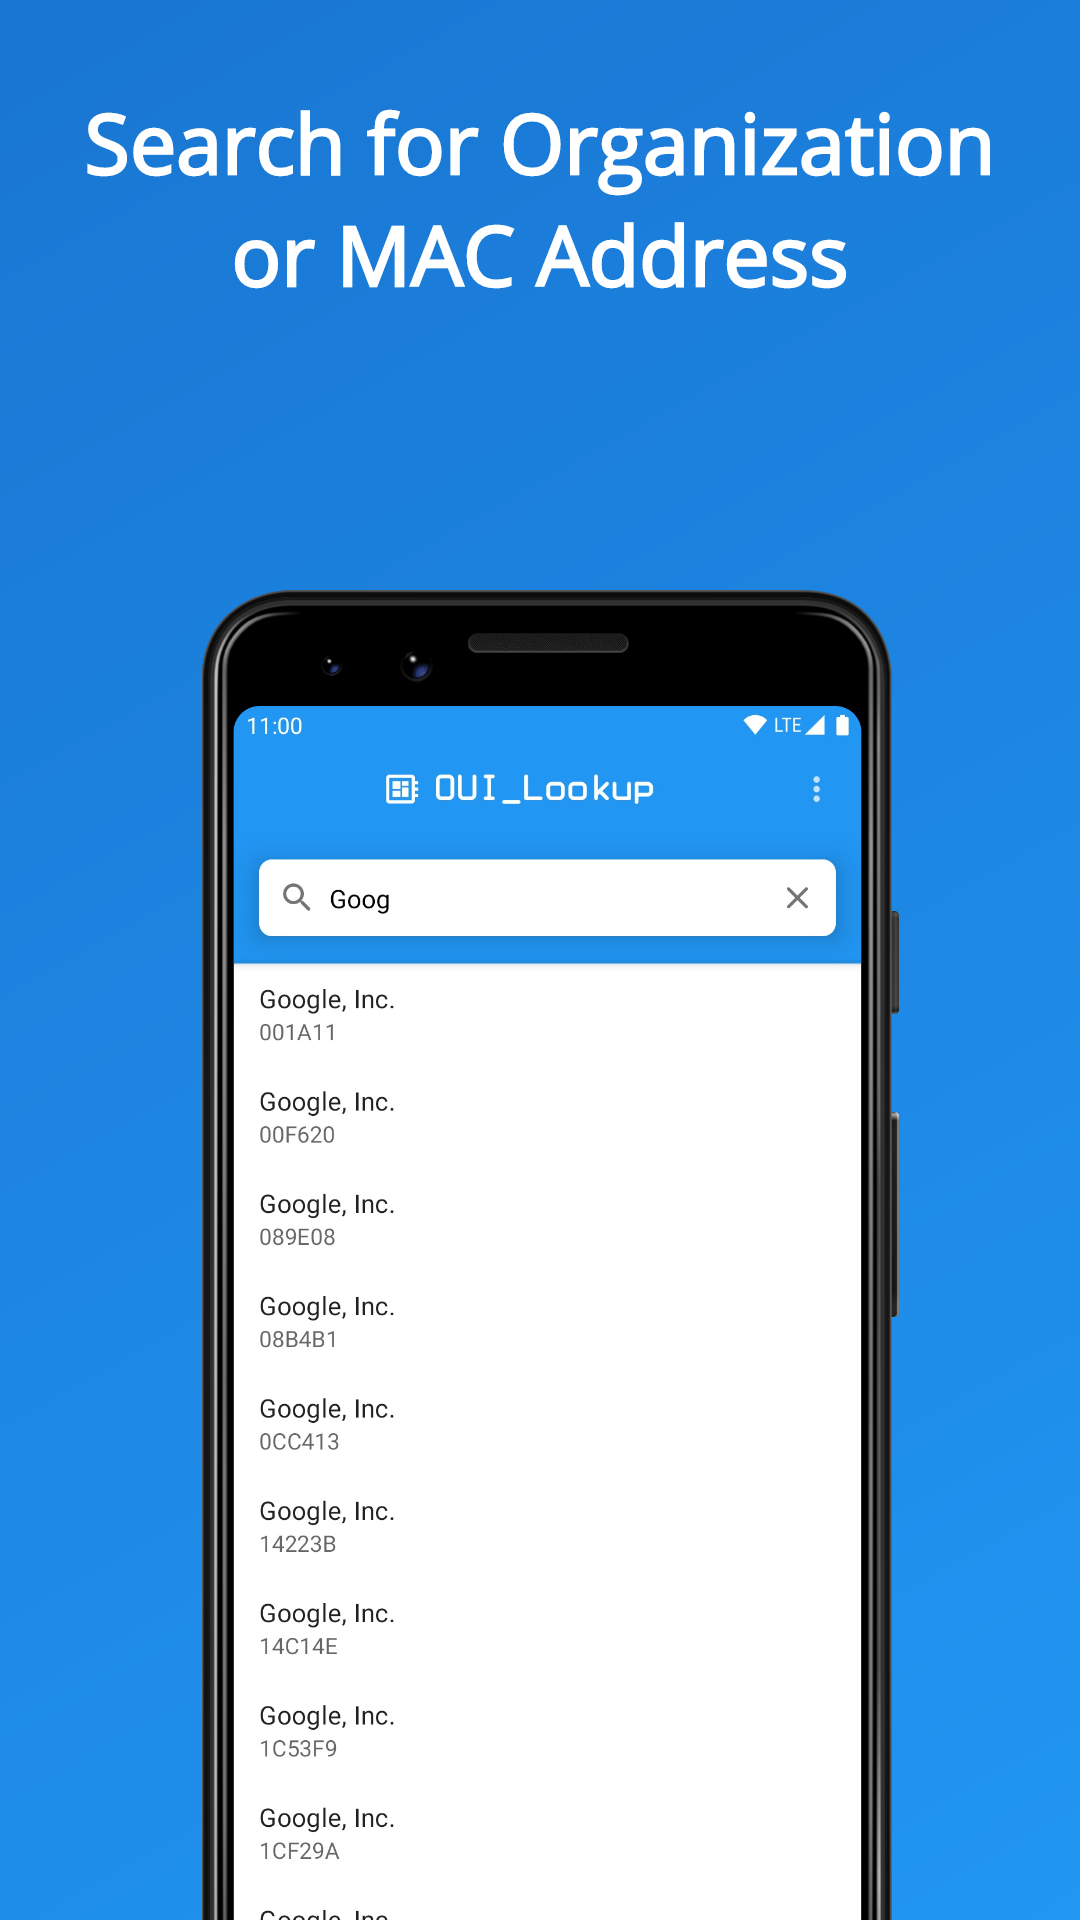 Search for Organization
or MAC Address
11:00
LTE
OUI_Lookup
Goog
Google, Inc.
001A11
Google, Inc.
00F620
Google, Inc.
089E08
Google, Inc.
08B4B1
Google, Inc.
0CC413
Google, Inc.
14223B
Google, Inc.
14C14E
Google, Inc.
1C53F9
Google, Inc.
1CF29A
Google, Inc.